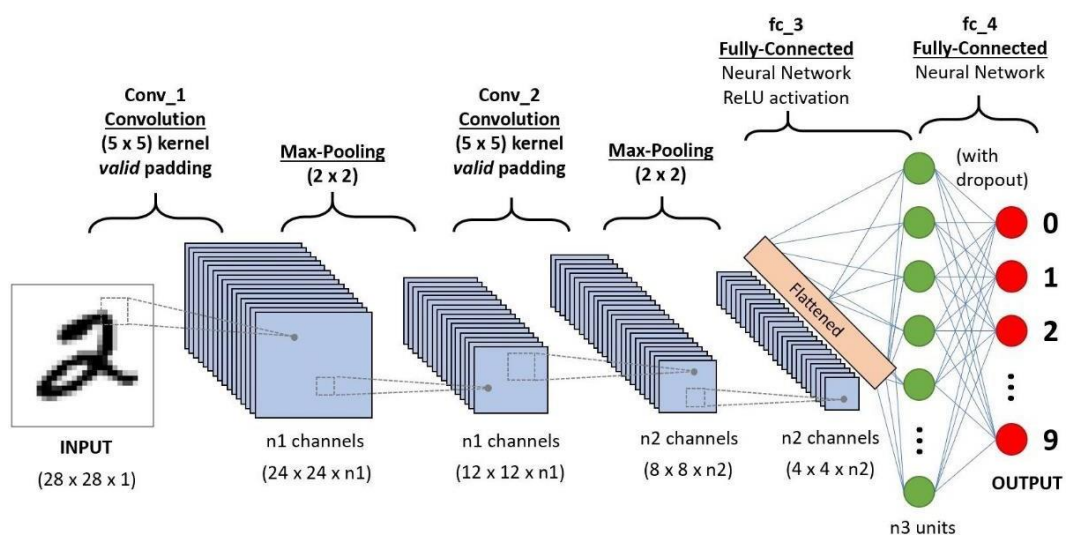 fc_3
Fully-Connected
Neural Network
ReLU activation
fc_4
Fully-Connected
Neural Network
Conv_1
Convolution
(5 x 5) kernel
valid padding
Max-Pooling
(2 x 2)
Conv_2
Convolution
(5 x 5) kernel
valid padding
Max-Pooling
(2 x 2)
(with
dropout)
2
INPUT
(28 x 28 x 1)
n1 channels
(24 x 24 x n1)
n1 channels
(12 x 12 x n1)
n2 channels
(8 x 8 x n2)
n2 channels
(4 x 4 x n2)
Flattened
n3 units
0
1
2
9
OUTPUT